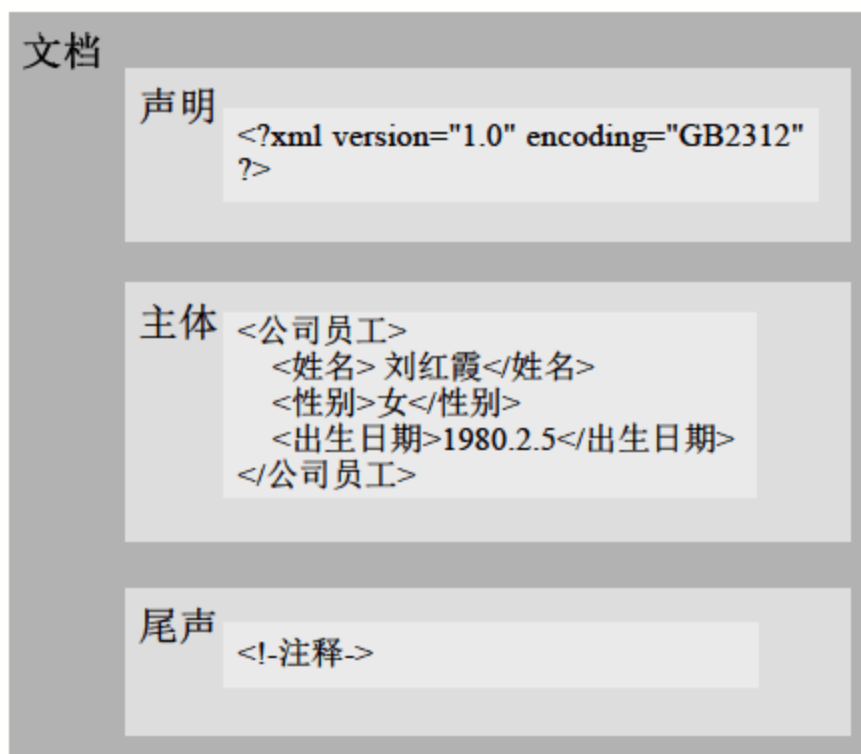 文档
声明
<?xml version="1.0" encoding="GB2312"
?>
主体
<公司员工>
<姓名> 刘红霞</姓名>
<性别>女</性别>
<出生日期>1980.2.5</出生日期>
</公司员工>
尾声
<!-注释->